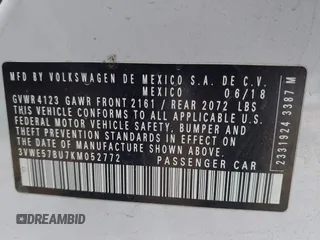 MFD. BY VOLKSWAGEN DE MEXICO S.A. DE C.V.
MEXICO 06/18
GVWR4123 GAWR FRONT 2161 / REAR 2072 LBS
THIS VEHICLE CONFORMS TO ALL APPLICABLE U.S.
FEDERAL MOTOR VEHICLE SAFETY, BUMPER AND
THEFT PREVENTION STANDARDS IN EFFECT ON THE
DATE OF MANUFACTURE SHOWN ABOVE
3VWE57BU7KM052772
PASSENGER CAR
2331924 3387 M
DREAMBID